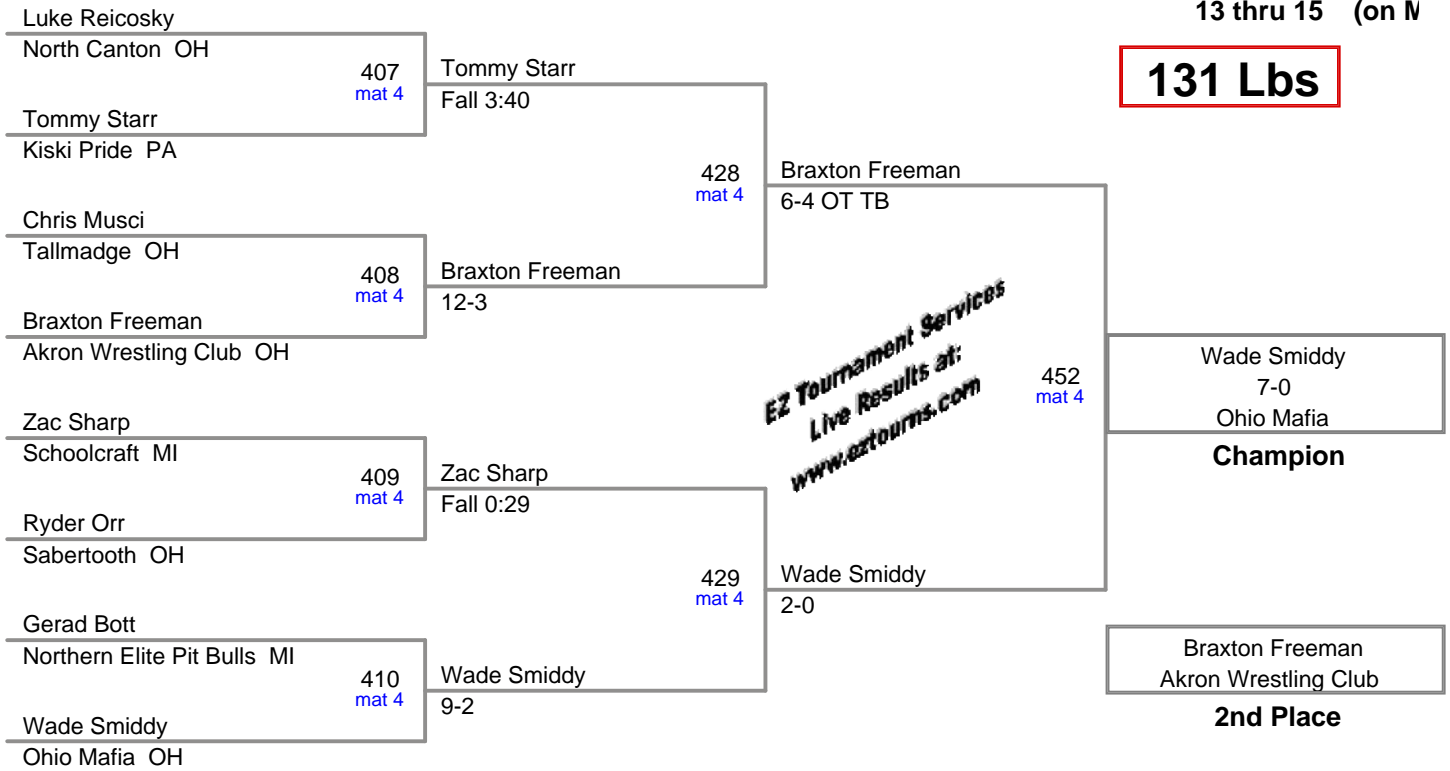 13 thru 15 (on
131 Lbs
Luke Reicosky
North Canton OH
407
mat 4
Tommy Starr
Fall 3:40
Tommy Starr
Kiski Pride PA
428
mat 4
Braxton Freeman
6-4 OT TB
Chris Musci
Tallmadge OH
408
mat 4
Braxton Freeman
12-3
Braxton Freeman
Akron Wrestling Club OH
EZ Tournament Services
Live Results at:
www.eztourns.com
452
mat 4
Wade Smiddy
7-0
Ohio Mafia
Champion
Zac Sharp
Schoolcraft MI
409
mat 4
Zac Sharp
Fall 0:29
Ryder Orr
Sabertooth OH
429
mat 4
Wade Smiddy
2-0
Gerad Bott
Northern Elite Pit Bulls MI
410
mat 4
Wade Smiddy
9-2
Wade Smiddy
Ohio Mafia OH
Braxton Freeman
Akron Wrestling Club
2nd Place